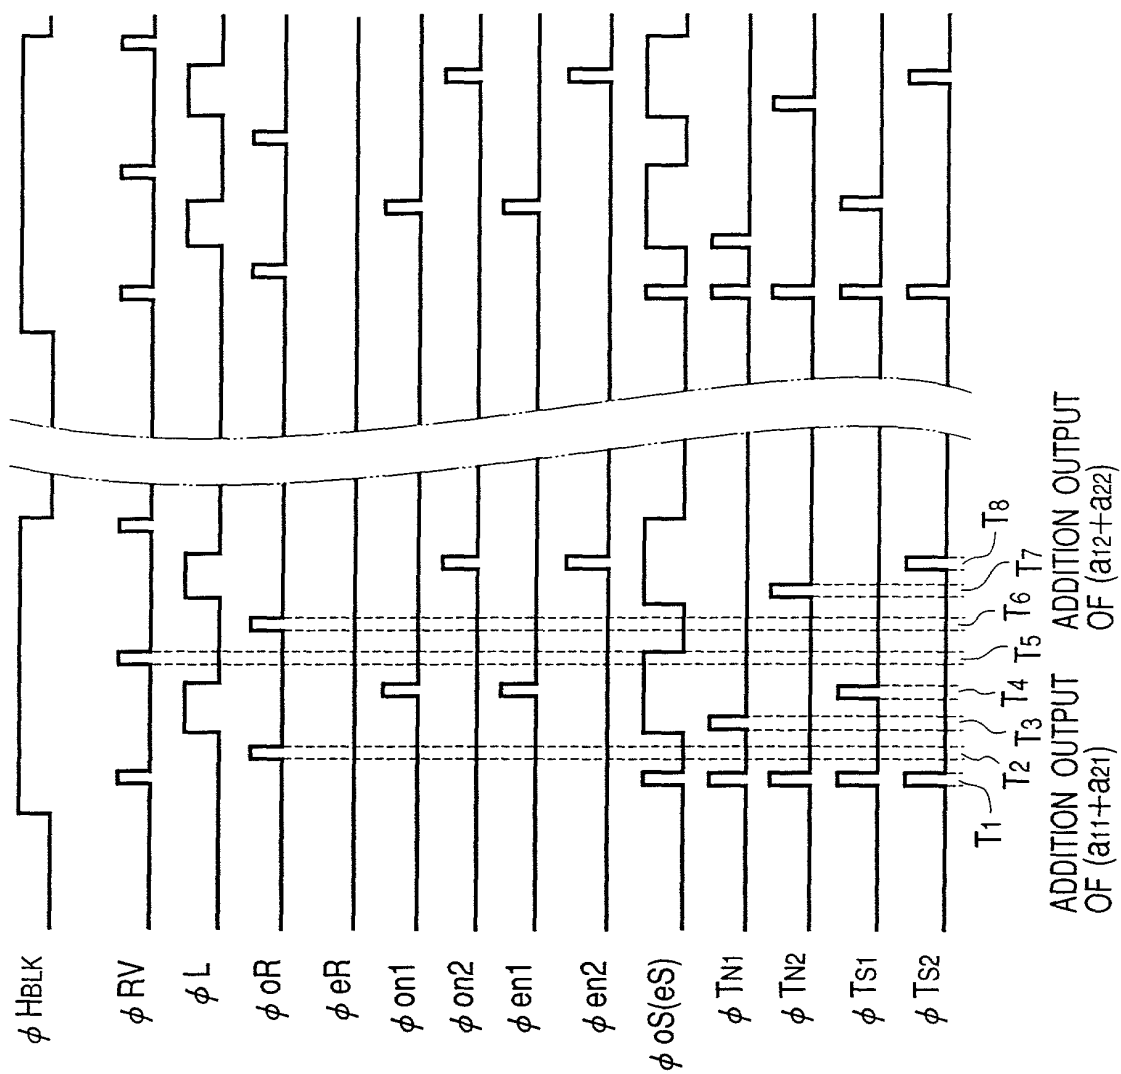 φ HBLK
φ RV
φ L
φ oR
φ eR
φ on1
φ on2
φ en1
φ en2
φ oS(eS)
φ TN1
φ TN2
φ TS1
φ TS2
T1
T2
T3
T4
T5
T6
T7
T8
ADDITION OUTPUT
OF (a11+a21)
ADDITION OUTPUT
OF (a12+a22)